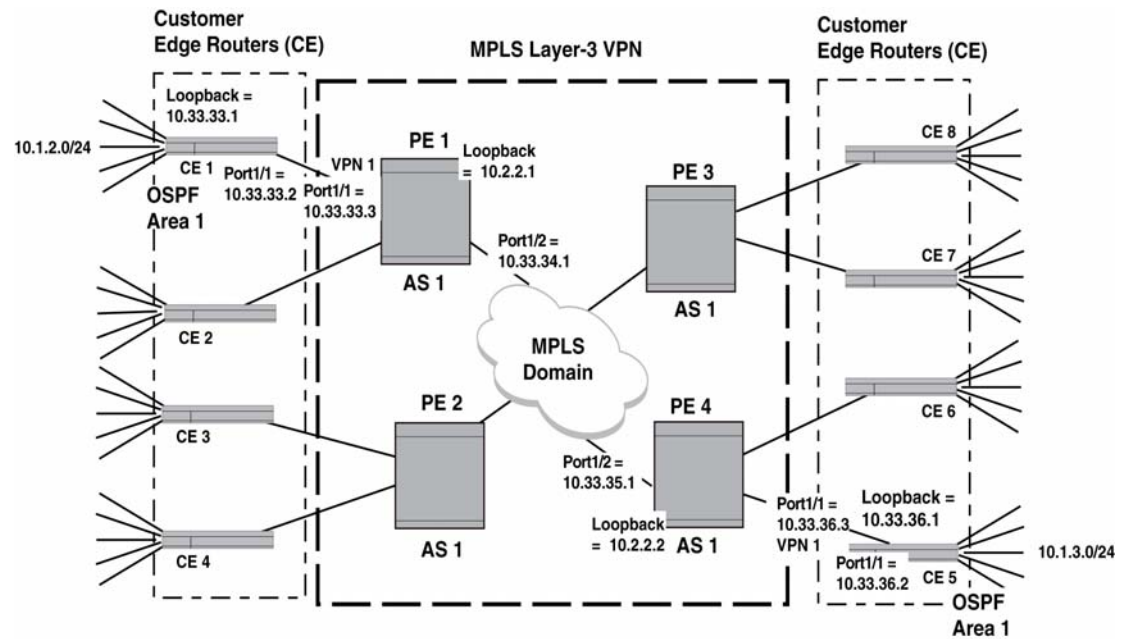 Customer
Edge Routers (CE)
MPLS Layer-3 VPN
Customer
Edge Routers (CE)
Loopback =
10.33.33.1
10.1.2.0/24
CE 1
Port1/1 =
10.33.33.2
OSPF
Area 1
VPN 1
Port1/1 =
10.33.33.3
PE 1
Loopback
= 10.2.2.1
AS 1
Port1/2 =
10.33.34.1
PE 3
AS 1
CE 8
CE 7
CE 2
MPLS
Domain
CE 3
PE 2
AS 1
CE 4
PE 4
Port1/2 =
10.33.35.1
Loopback
= 10.2.2.2
AS 1
CE 6
Port1/1 =
10.33.36.3
VPN 1
Loopback =
10.33.36.1
10.1.3.0/24
Port1/1 =
10.33.36.2
CE 5
OSPF
Area 1